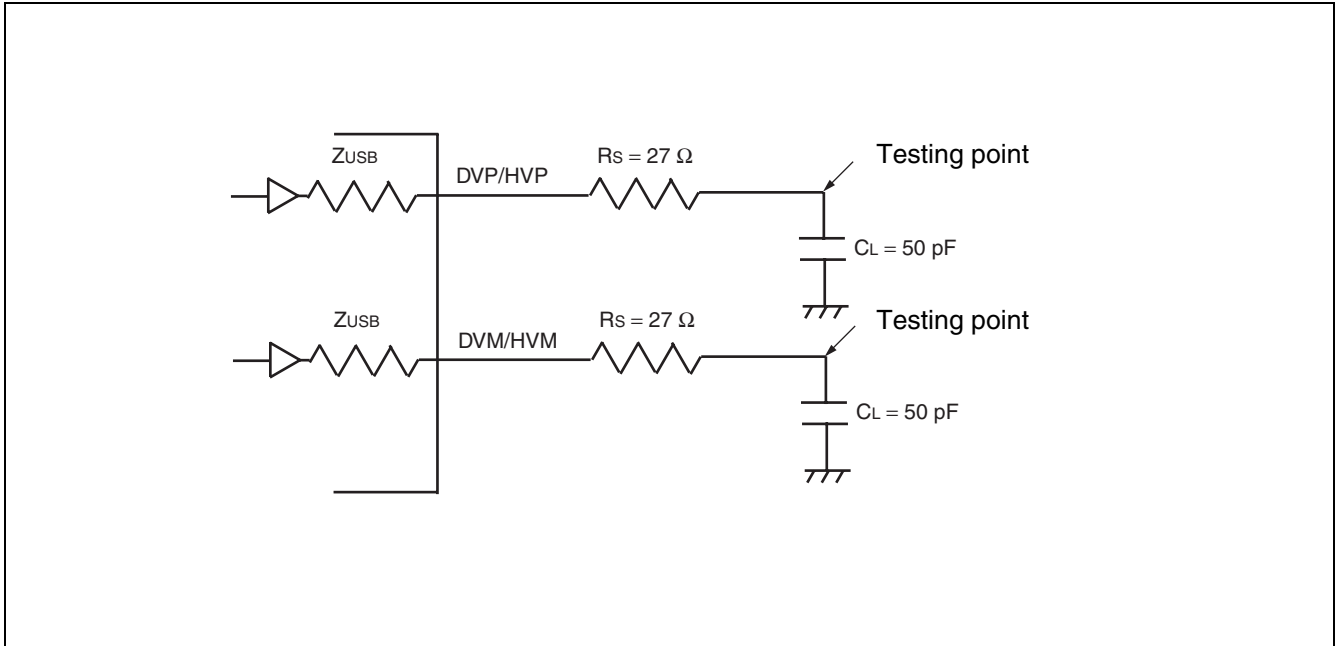 ZUSB
DVP/HVP
RS = 27 Ω
Testing point
CL = 50 pF
ZUSB
DVM/HVM
RS = 27 Ω
Testing point
CL = 50 pF